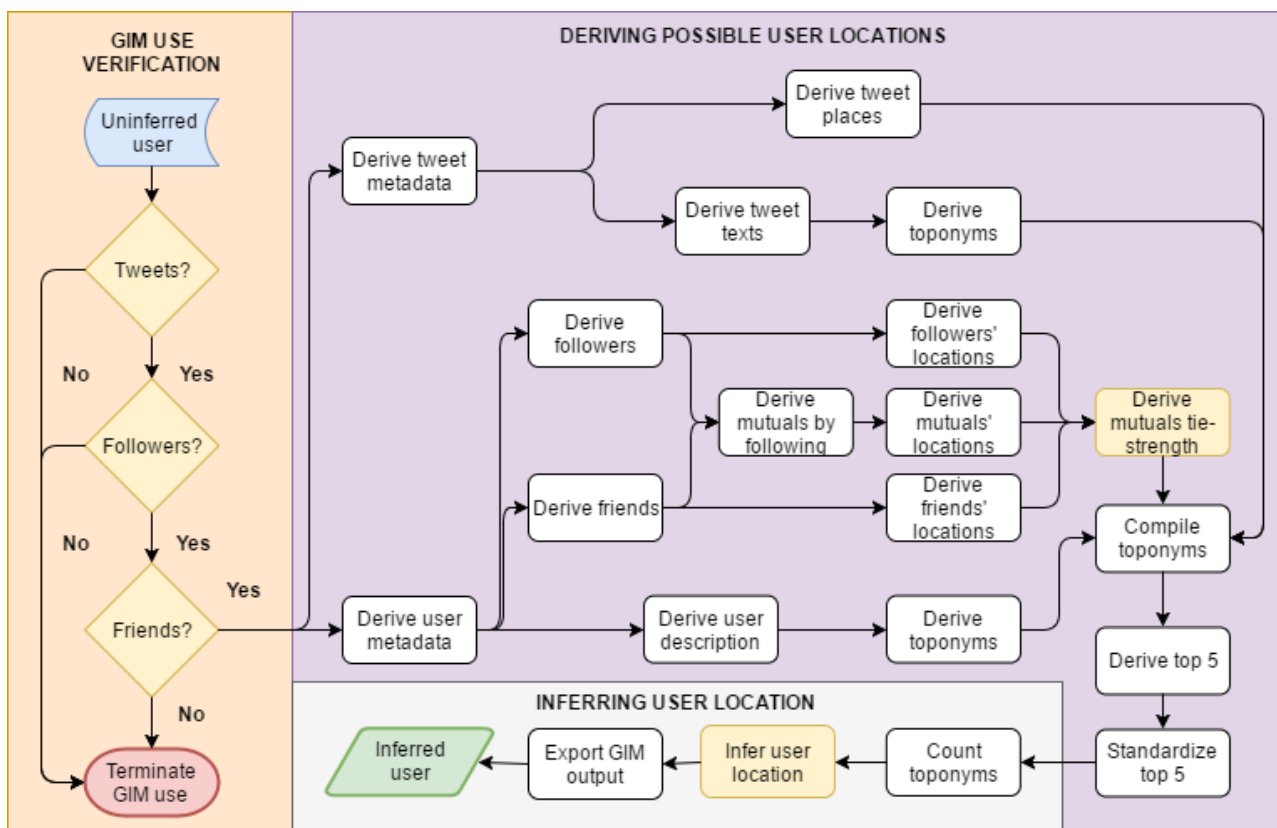 GIM USE
VERIFICATION
Uninferred
user
Tweets?
No
Yes
Followers?
No
Yes
Yes
Friends?
No
Terminate
GIM use
DERIVING POSSIBLE USER LOCATIONS
Derive tweet
places
Derive tweet
metadata
Derive tweet
texts
Derive
toponyms
Derive
followers
Derive
followers'
locations
Derive
mutuals by
following
Derive
mutuals'
locations
Derive
mutuals tie-
strength
Derive friends
Derive
friends'
locations
Compile
toponyms
Derive user
metadata
Derive user
description
Derive
toponyms
Derive top 5
Standardize
top 5
INFERRING USER LOCATION
Inferred
user
Export GIM
output
Infer user
location
Count
toponyms